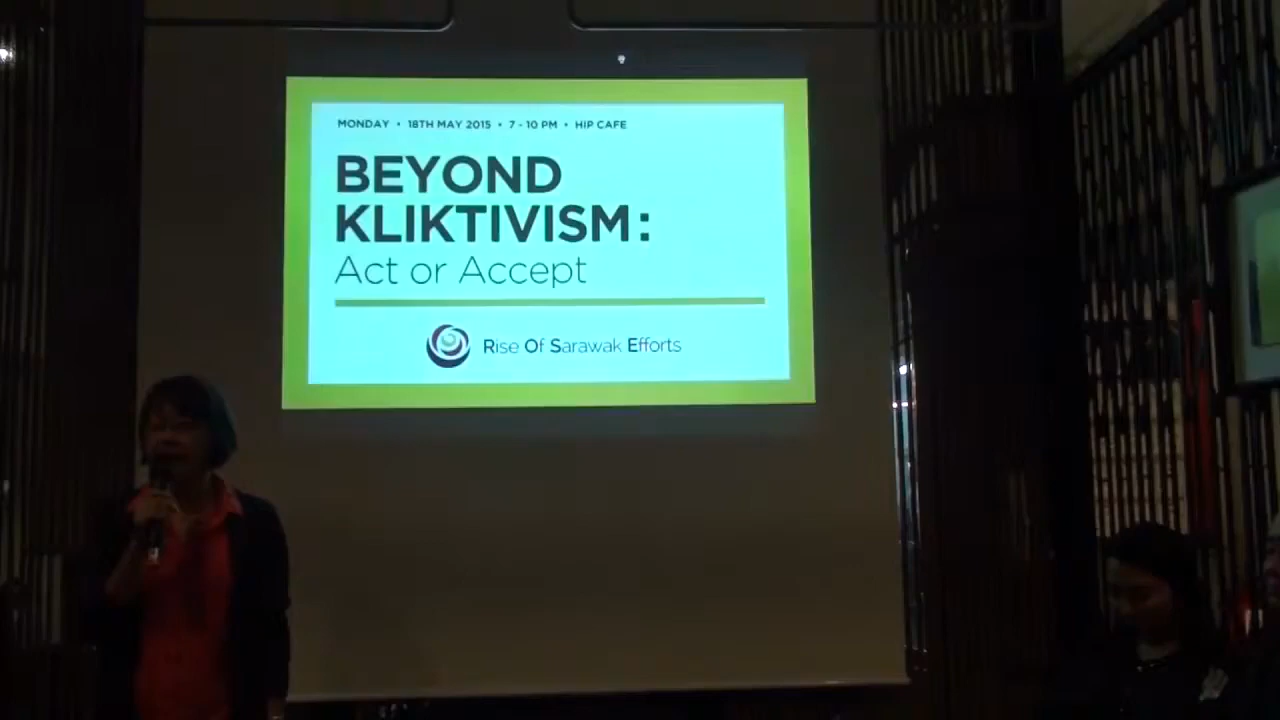 MONDAY • 18TH MAY 2015 • 7 - 10 PM • HIP CAFE
BEYOND
KLIKTIVISM:
Act or Accept
Rise Of Sarawak Efforts